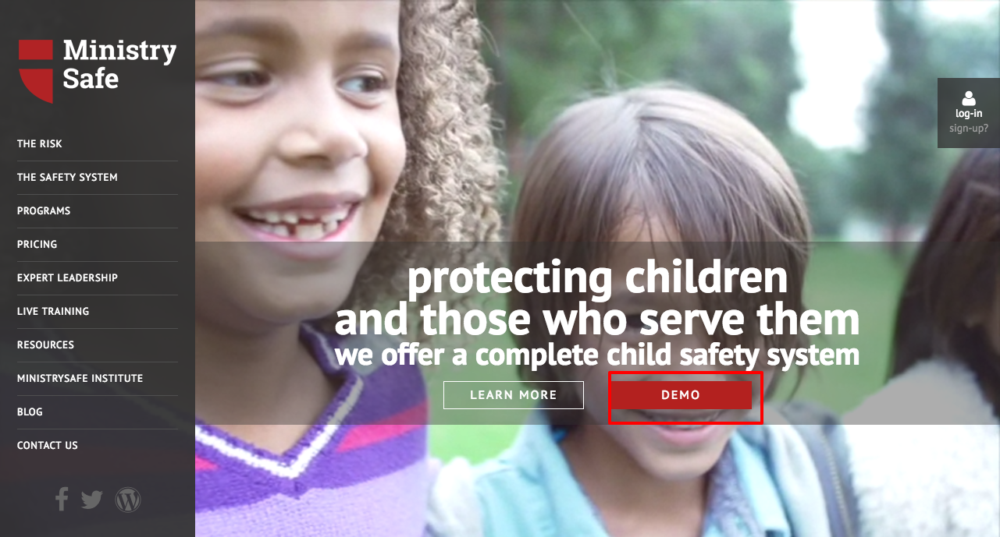 Ministry
Safe
THE RISK
THE SAFETY SYSTEM
PROGRAMS
PRICING
EXPERT LEADERSHIP
LIVE TRAINING
RESOURCES
MINISTRYSAFE INSTITUTE
BLOG
CONTACT US
log-in
sign-up?
protecting children
and those who serve them
we offer a complete child safety system
LEARN MORE
DEMO